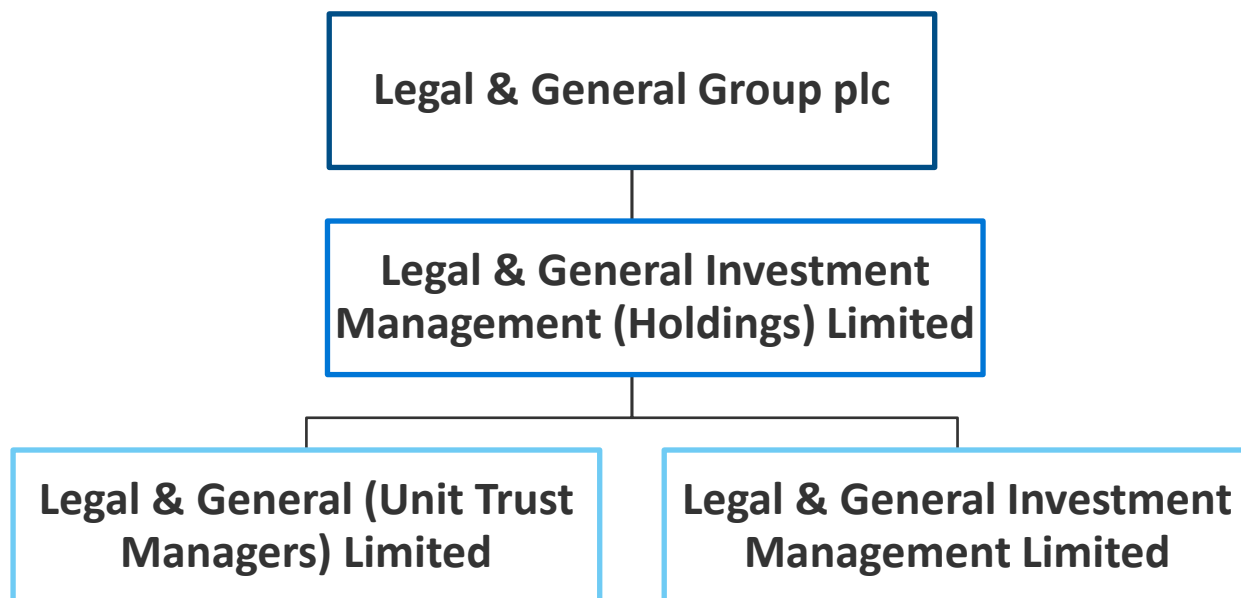 Legal & General Group plc
Legal & General Investment
Management (Holdings) Limited
Legal & General (Unit Trust
Managers) Limited
Legal & General Investment
Management Limited